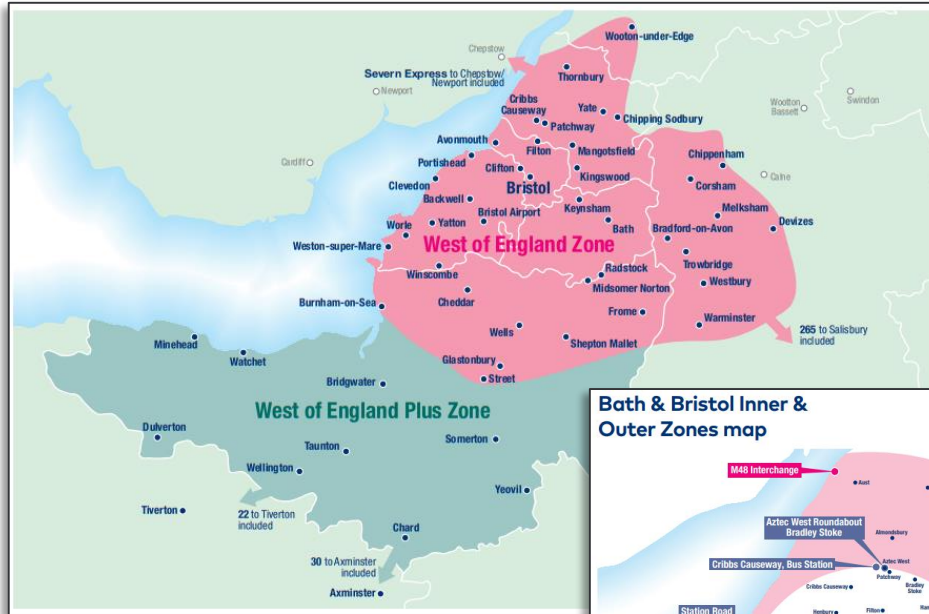 Wooton-under-Edge
Chepstow
Severn Express to Chepstow/
Newport included
Newport
Thornbury
Cribbs
Causeway
Yate
Patchway
Chipping Sodbury
Wootton
Bassett
Swindon
Avonmouth
Filton
Mangotsfield
Cardiff
Portishead
Clifton
Kingswood
Chippenham
Calne
Clevedon
Bristol
Corsham
Backwell
Keynsham
Melksham
Worle
Yatton
Bristol Airport
Bath
Bradford-on-Avon
Devizes
Weston-super-Mare
West of England Zone
Trowbridge
Winscombe
Radstock
Midsomer Norton
Westbury
Burnham-on-Sea
Cheddar
Frome
Warminster
Wells
265 to Salisbury
included
Minehead
Shepton Mallet
Watchet
Glastonbury
Bridgwater
Street
West of England Plus Zone
Dulverton
Taunton
Somerton
Wellington
Yeovil
Tiverton
22 to Tiverton
included
Chard
30 to Axminster
included
Axminster
Bath & Bristol Inner &
Outer Zones map
M48 Interchange
Aust
Aztec West Roundabout
Bradley Stoke
Almondsbury
Cribbs Causeway, Bus Station
Aztec West
Patchway
Bradley
Stoke
Cribbs Causeway
Station Road
Henbury
Filton